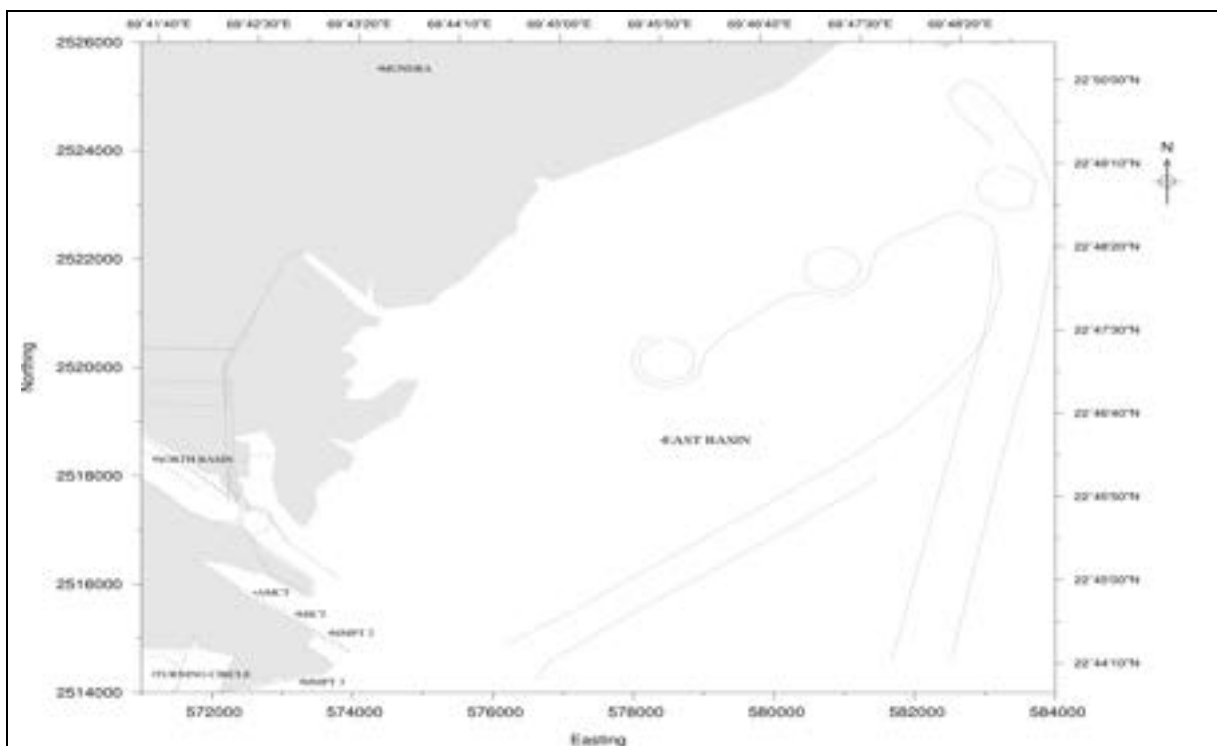 69°41'40"E 69°42'30"E 69°43'20"E 69°44'10"E 69°45'00"E 69°45'50"E 69°46'40"E 69°47'30"E 69°48'20"E
2526000
MUNDRA
22°50'00"N
2524000
22°49'10"N
N
22°48'20"N
2522000
22°47'30"N
Northing
2520000
22°46'40"N
EAST BASIN
NORTH BASIN
2518000
22°45'50"N
2516000
22°45'00"N
TURNING CIRCLE
22°44'10"N
2514000
572000 574000 576000 578000 580000 582000 584000
Easting